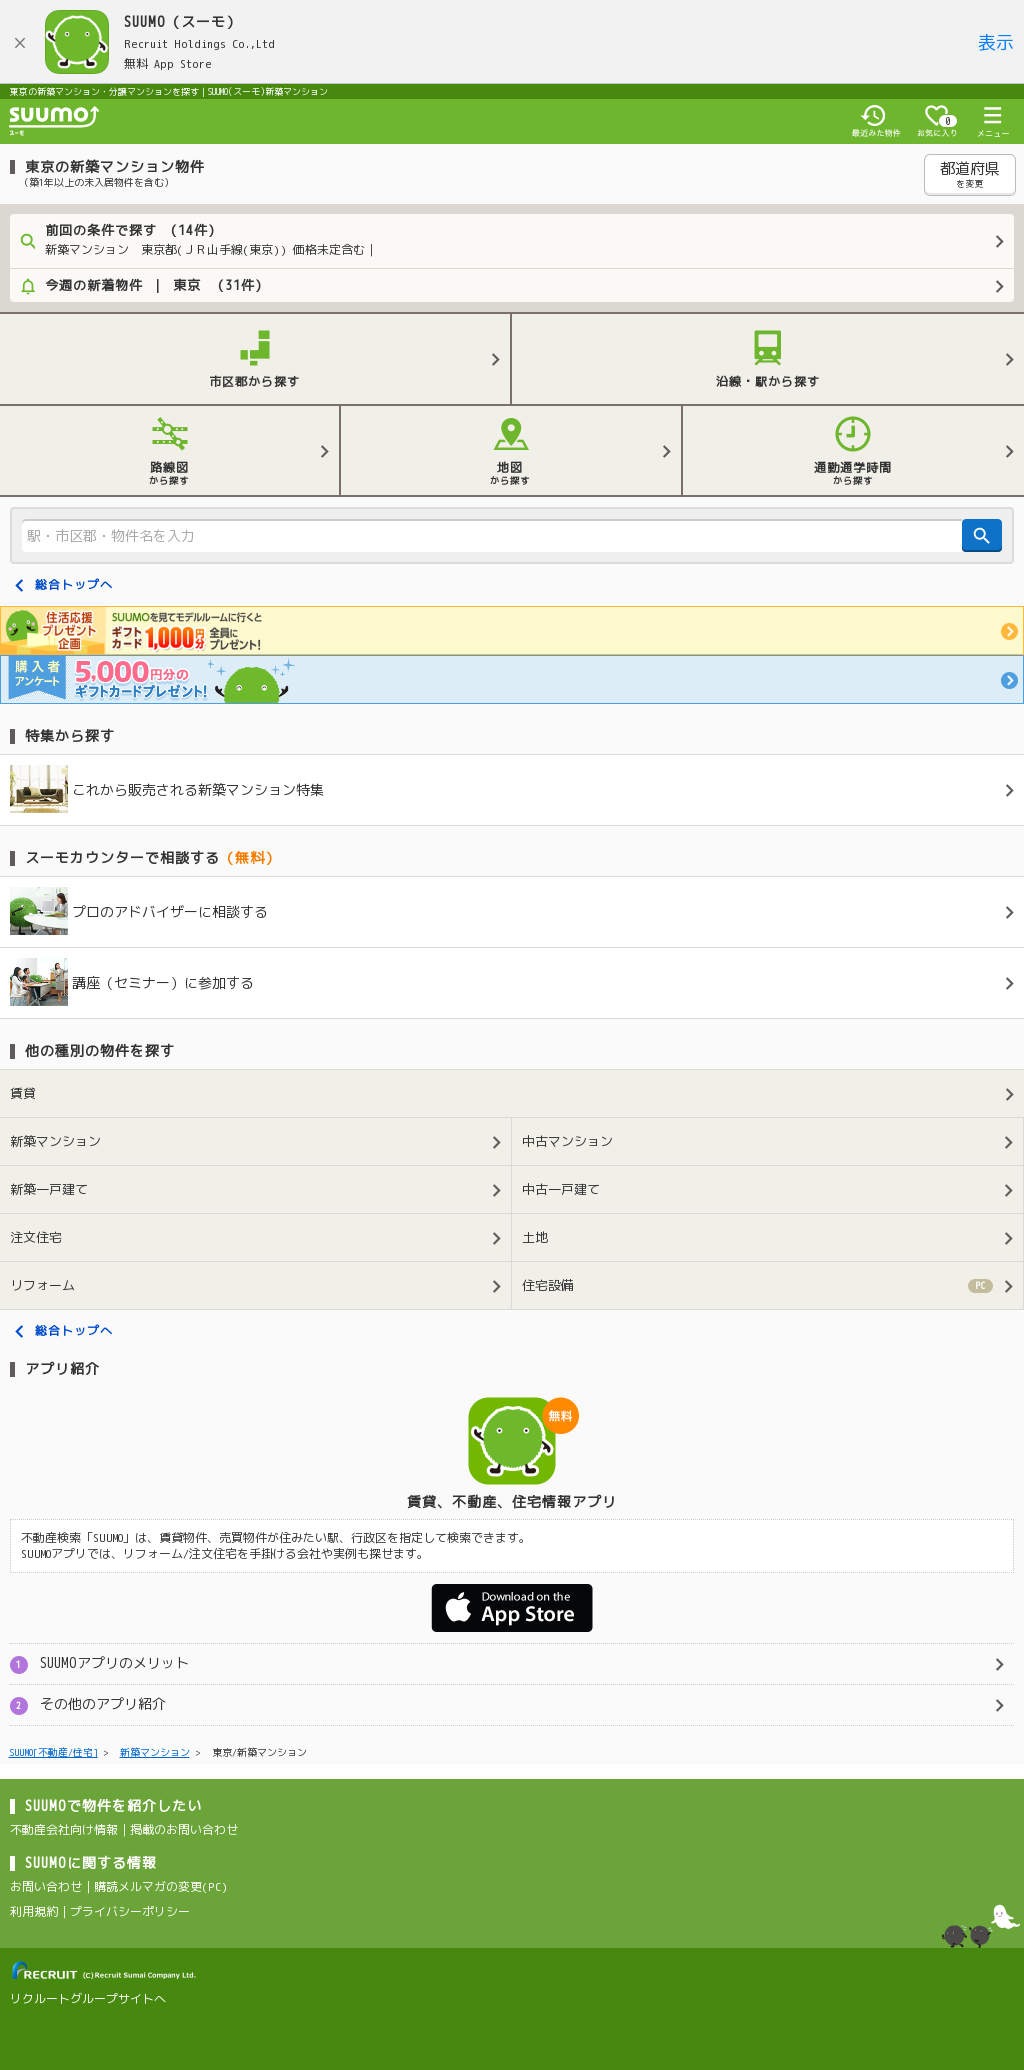 SUUMO（スーモ）
Recruit Holdings Co.,Ltd
無料 App Store
表示
東京の新築マンション・分譲マンションを探す｜SUUMO(スーモ)新築マンション
suumo
スーモ
最近みた物件
0
お気に入り
メニュー
東京の新築マンション物件
（築1年以上の未入居物件を含む）
都道府県
を変更
前回の条件で探す （14件）
新築マンション　東京都(ＪＲ山手線(東京)) 価格未定含む｜
今週の新着物件 ｜ 東京 （31件）
市区郡から探す
沿線・駅から探す
路線図
から探す
地図
から探す
通勤通学時間
から探す
駅・市区郡・物件名を入力
総合トップへ
住活応援
プレゼント
企画
SUUMOを見てモデルルームに行くと
ギフトカード 1,000円分 全員にプレゼント!
購入者
アンケート
5,000円分の
ギフトカードプレゼント!
特集から探す
これから販売される新築マンション特集
スーモカウンターで相談する（無料）
プロのアドバイザーに相談する
講座（セミナー）に参加する
他の種別の物件を探す
賃貸
新築マンション
中古マンション
新築一戸建て
中古一戸建て
注文住宅
土地
リフォーム
住宅設備
PC
総合トップへ
アプリ紹介
無料
賃貸、不動産、住宅情報アプリ
不動産検索「SUUMO」は、賃貸物件、売買物件が住みたい駅、行政区を指定して検索できます。
SUUMOアプリでは、リフォーム/注文住宅を手掛ける会社や実例も探せます。
Download on the
App Store
1 SUUMOアプリのメリット
2 その他のアプリ紹介
SUUMO[不動産/住宅] > 新築マンション > 東京/新築マンション
SUUMOで物件を紹介したい
不動産会社向け情報｜掲載のお問い合わせ
SUUMOに関する情報
お問い合わせ｜購読メルマガの変更(PC)
利用規約｜プライバシーポリシー
RECRUIT (C)Recruit Sumai Company Ltd.
リクルートグループサイトへ